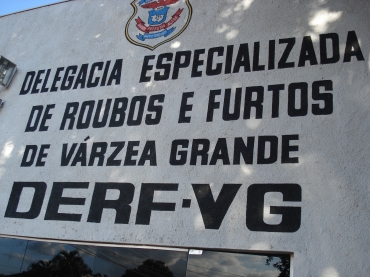 DELEGACIA ESPECIALIZADA
DE ROUBOS E FURTOS
DE VÁRZEA GRANDE
DERF-VG